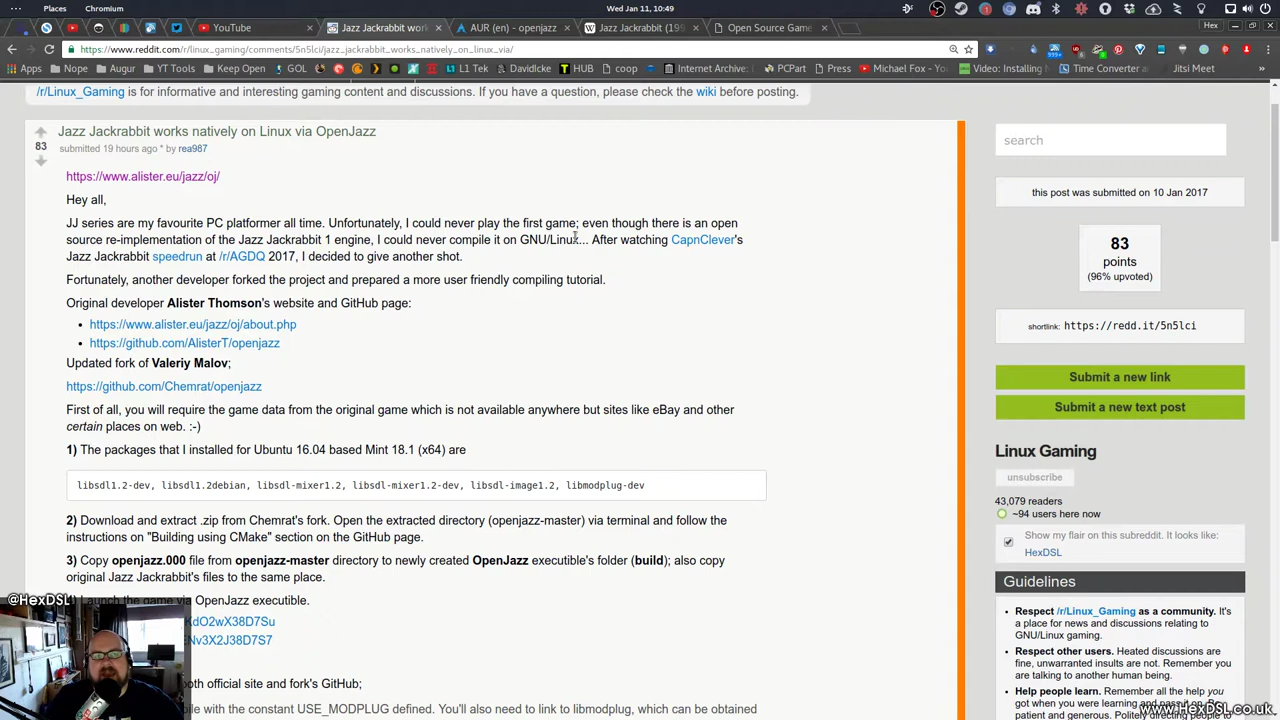 Places Chromium Wed Jan 11, 10:49 Hex
YouTube Jazz Jackrabbit wor AUR (en) - openjazz Jazz Jackrabbit (199 Open Source Game
https://www.reddit.com/r/linux_gaming/comments/5n5lci/jazz_jackrabbit_works_natively_on_linux_via/
Apps Nope Augur YT Tools Keep Open GOL L1 Tek DavidIcke HUB coop Internet Archive: PCPart Press Michael Fox - YouT Video: Installing N Time Converter a Jitsi Meet
/r/Linux_Gaming is for informative and interesting gaming content and discussions. If you have a question, please check the wiki before posting.
Jazz Jackrabbit works natively on Linux via OpenJazz
83
submitted 19 hours ago * by rea987
https://www.alister.eu/jazz/oj/
Hey all,
JJ series are my favourite PC platformer all time. Unfortunately, I could never play the first game; even though there is an open
source re-implementation of the Jazz Jackrabbit 1 engine, I could never compile it on GNU/Linux... After watching CapnClever's
Jazz Jackrabbit speedrun at /r/AGDQ 2017, I decided to give another shot.
Fortunately, another developer forked the project and prepared a more user friendly compiling tutorial.
Original developer Alister Thomson's website and GitHub page:
• https://www.alister.eu/jazz/oj/about.php
• https://github.com/AlisterT/openjazz
Updated fork of Valeriy Malov;
https://github.com/Chemrat/openjazz
First of all, you will require the game data from the original game which is not available anywhere but sites like eBay and other
certain places on web. :-)
1) The packages that I installed for Ubuntu 16.04 based Mint 18.1 (x64) are
libsdl1.2-dev, libsdl1.2debian, libsdl-mixer1.2, libsdl-mixer1.2-dev, libsdl-image1.2, libmodplug-dev
2) Download and extract .zip from Chemrat's fork. Open the extracted directory (openjazz-master) via terminal and follow the
instructions on "Building using CMake" section on the GitHub page.
3) Copy openjazz.000 file from openjazz-master directory to newly created OpenJazz executible's folder (build); also copy
original Jazz Jackrabbit's files to the same place.
Launch the game via OpenJazz executible.
KdO2wX38D7Su
ENv3X2J38D7S7
both official site and fork's GitHub;
with the constant USE_MODPLUG defined. You'll also need to link to libmodplug, which can be obtained
@HexDSL
search
this post was submitted on 10 Jan 2017
83
points
(96% upvoted)
shortlink: https://redd.it/5n5lci
Submit a new link
Submit a new text post
Linux Gaming
unsubscribe
43,079 readers
~94 users here now
Show my flair on this subreddit. It looks like:
HexDSL
Guidelines
• Respect /r/Linux_Gaming as a community. It's
a place for news and discussions relating to
GNU/Linux gaming.
• Respect other users. Heated discussions are
fine, unwarranted insults are not. Remember you
are talking to another human being.
• Help people learn. Remember all the help you
www.HexDSL.co.uk